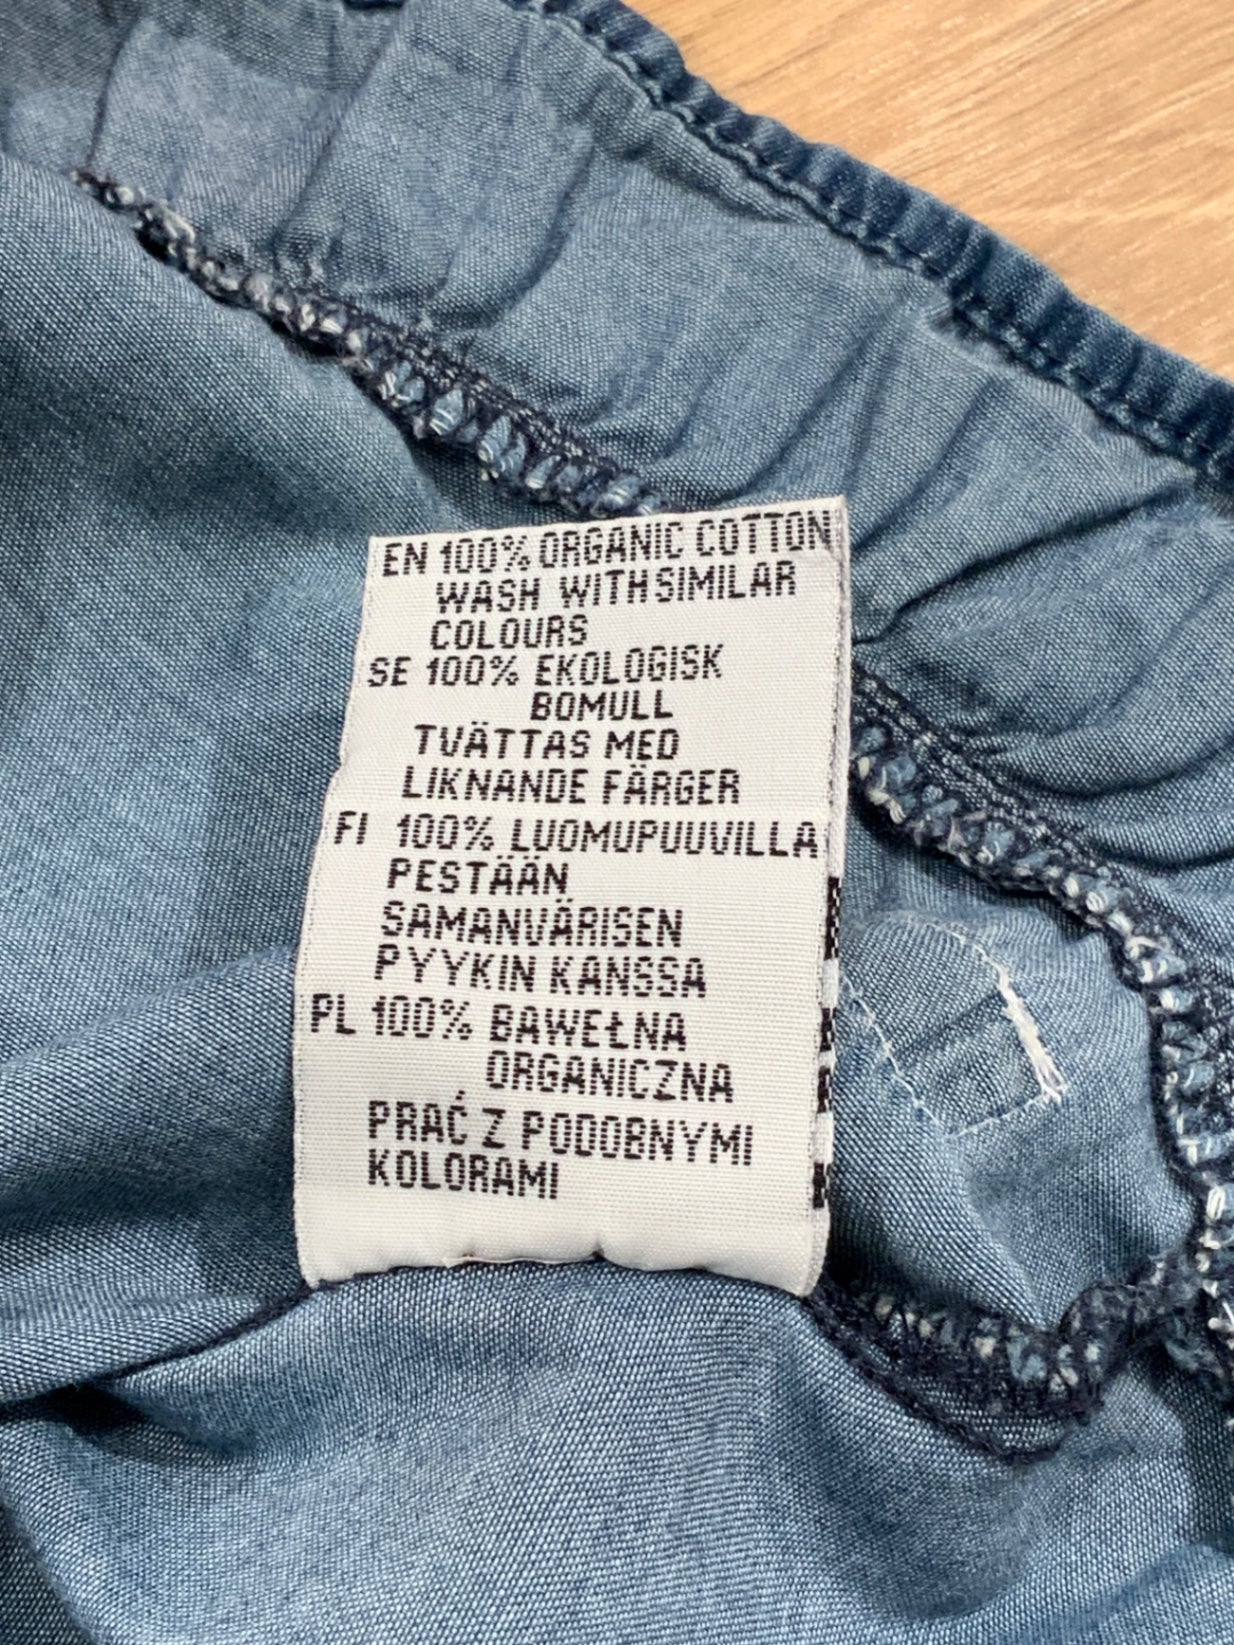 EN 100% ORGANIC COTTON
WASH WITH SIMILAR
COLOURS
SE 100% EKOLOGISK
BOMULL
TVÄTTAS MED
LIKNANDE FÄRGER
FI 100% LUOMUPUUVILLA
PESTÄÄN
SAMANVÄRISEN
PYYKIN KANSSA
PL 100% BAWEŁNA
ORGANICZNA
PRAĆ Z PODOBNYMI
KOLORAMI